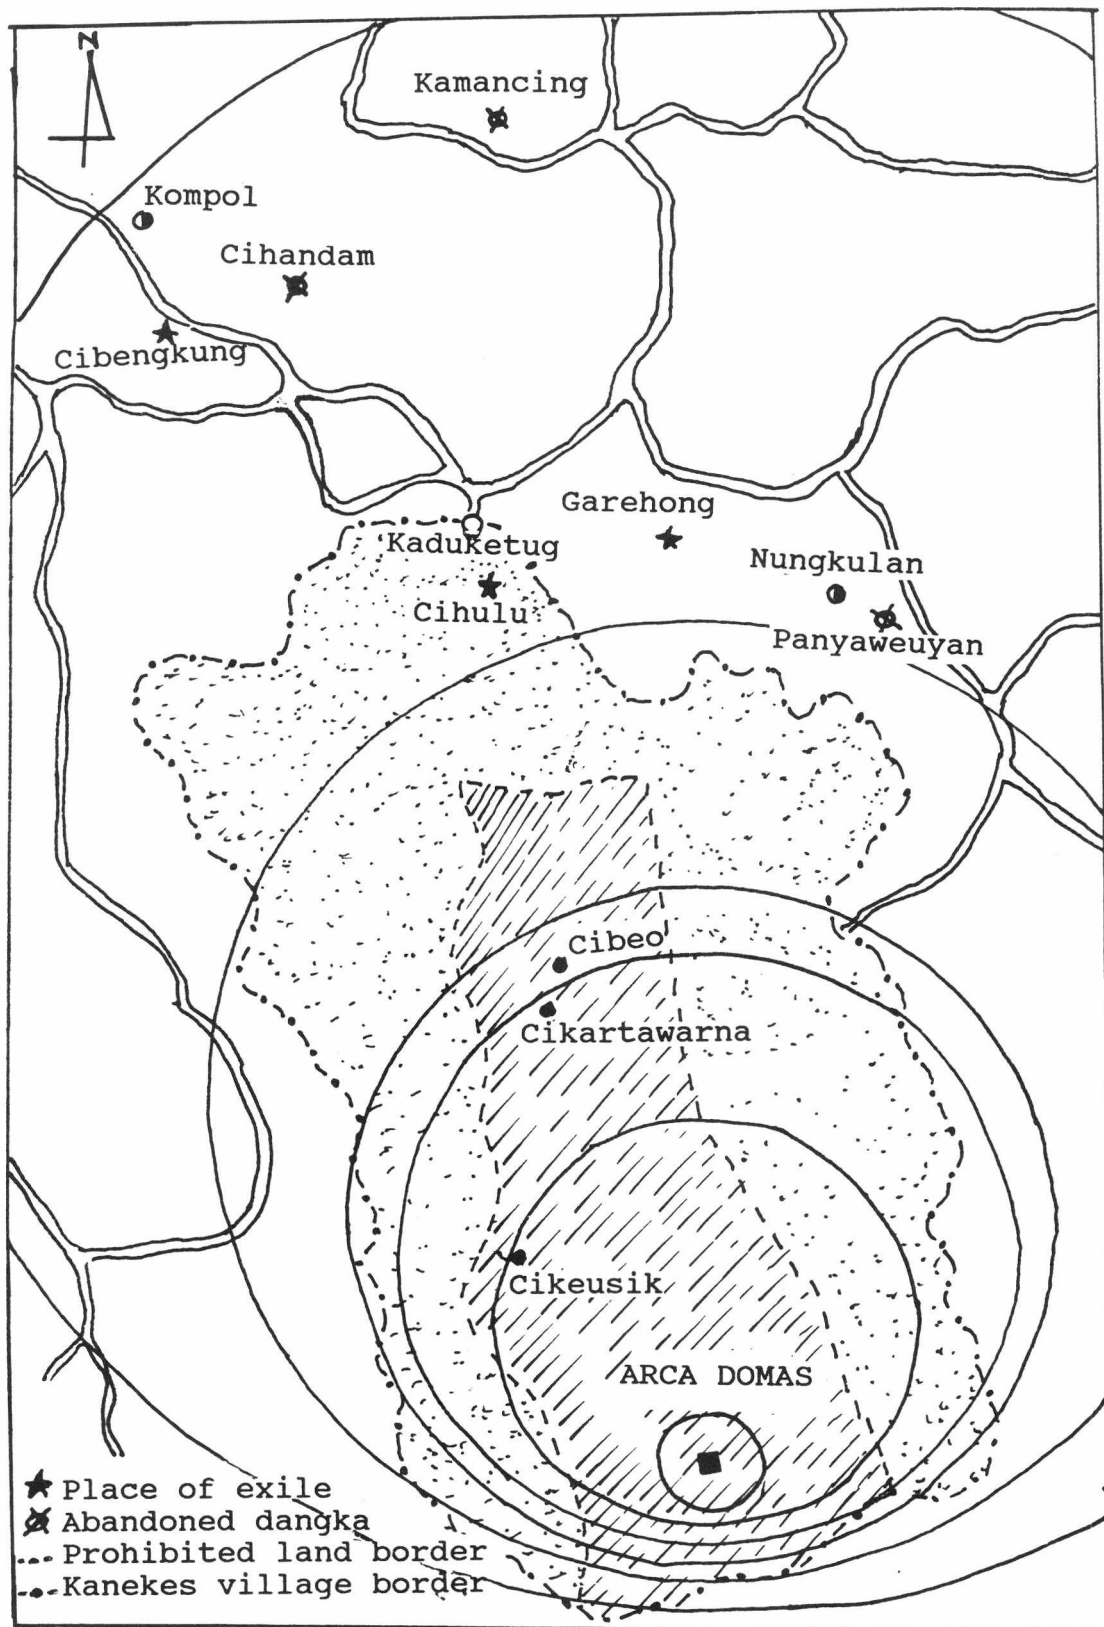 N
Kamancing
Kompol
Cihandam
Cibengkung
Garehong
Kaduketug
Nungkulan
Cihulu
Panyaweuyan
Cibeo
Cikartawarna
Cikeusik
ARCA DOMAS
Place of exile
Abandoned dangka
Prohibited land border
Kanekes village border